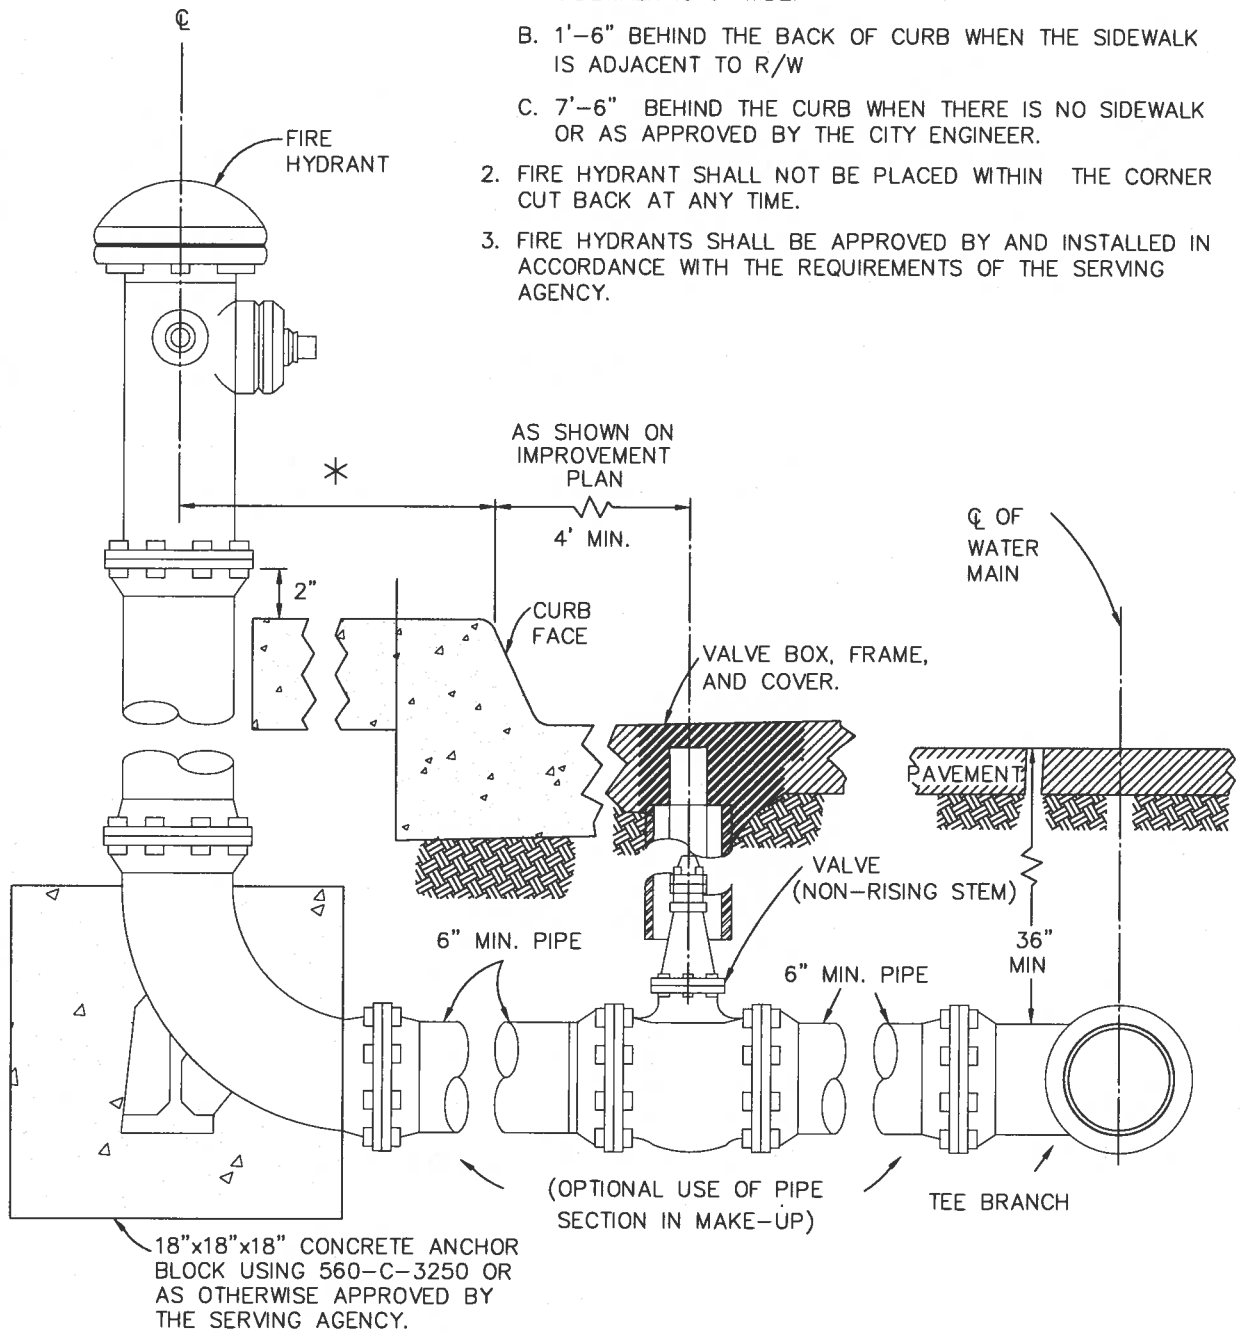 ℄
B. 1'-6" BEHIND THE BACK OF CURB WHEN THE SIDEWALK
IS ADJACENT TO R/W
C. 7'-6" BEHIND THE CURB WHEN THERE IS NO SIDEWALK
OR AS APPROVED BY THE CITY ENGINEER.
2. FIRE HYDRANT SHALL NOT BE PLACED WITHIN THE CORNER
CUT BACK AT ANY TIME.
3. FIRE HYDRANTS SHALL BE APPROVED BY AND INSTALLED IN
ACCORDANCE WITH THE REQUIREMENTS OF THE SERVING
AGENCY.
FIRE
HYDRANT
AS SHOWN ON
IMPROVEMENT
PLAN
4' MIN.
*
2"
CURB
FACE
℄ OF
WATER
MAIN
VALVE BOX, FRAME,
AND COVER.
PAVEMENT
VALVE
(NON-RISING STEM)
36"
MIN
6" MIN. PIPE
6" MIN. PIPE
(OPTIONAL USE OF PIPE
SECTION IN MAKE-UP)
TEE BRANCH
18"x18"x18" CONCRETE ANCHOR
BLOCK USING 560-C-3250 OR
AS OTHERWISE APPROVED BY
THE SERVING AGENCY.